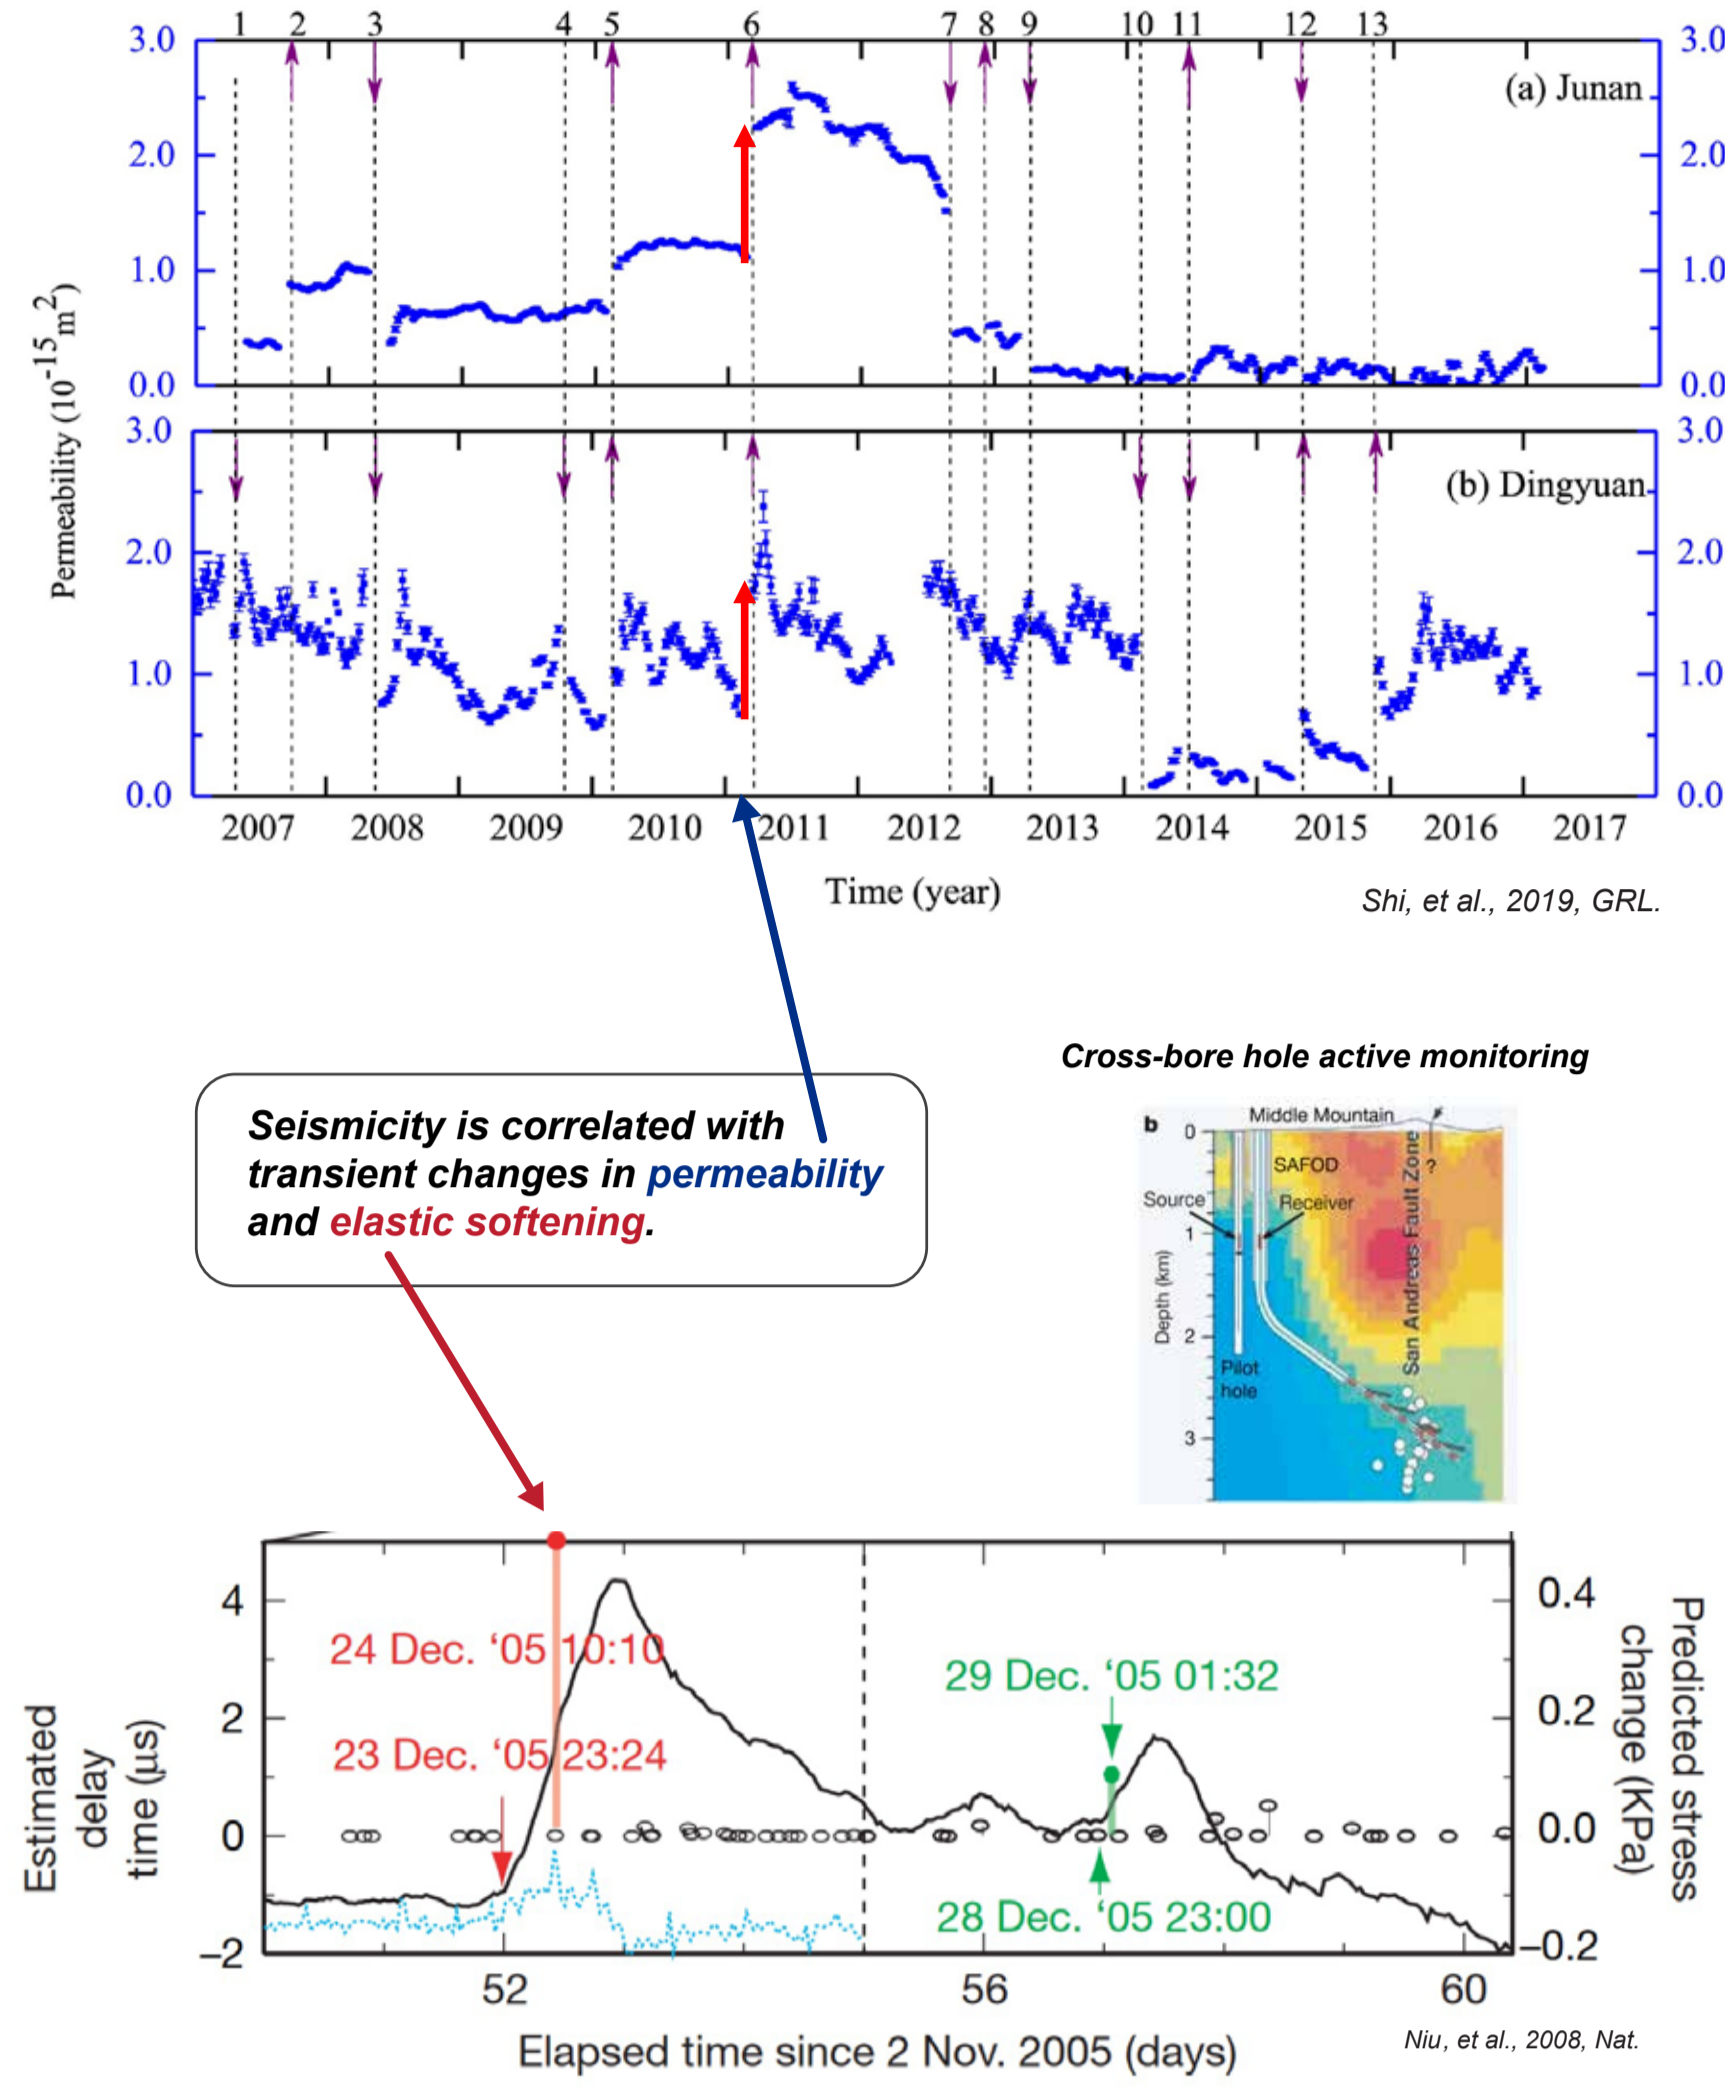 1 2 3 4 5 6 7 8 9 10 11 12 13
3.0 3.0
(a) Junan
2.0 2.0
1.0 1.0
0.0 0.0
Permeability (10-15 m2)
3.0 3.0
(b) Dingyuan
2.0 2.0
1.0 1.0
0.0 0.0
2007 2008 2009 2010 2011 2012 2013 2014 2015 2016 2017
Time (year)
Shi, et al., 2019, GRL.
Cross-bore hole active monitoring
Seismicity is correlated with
transient changes in permeability
and elastic softening.
b
Middle Mountain
0
SAFOD
?
Source
Receiver
1
San Andreas Fault Zone
Depth (km)
2
Pilot
hole
3
4 0.4
24 Dec. ‘05 10:10
29 Dec. ‘05 01:32
2 0.2
23 Dec. ‘05 23:24
Estimated
delay
time (µs)
Predicted stress
change (KPa)
0 0.0
28 Dec. ‘05 23:00
–2 –0.2
52 56 60
Elapsed time since 2 Nov. 2005 (days)
Niu, et al., 2008, Nat.